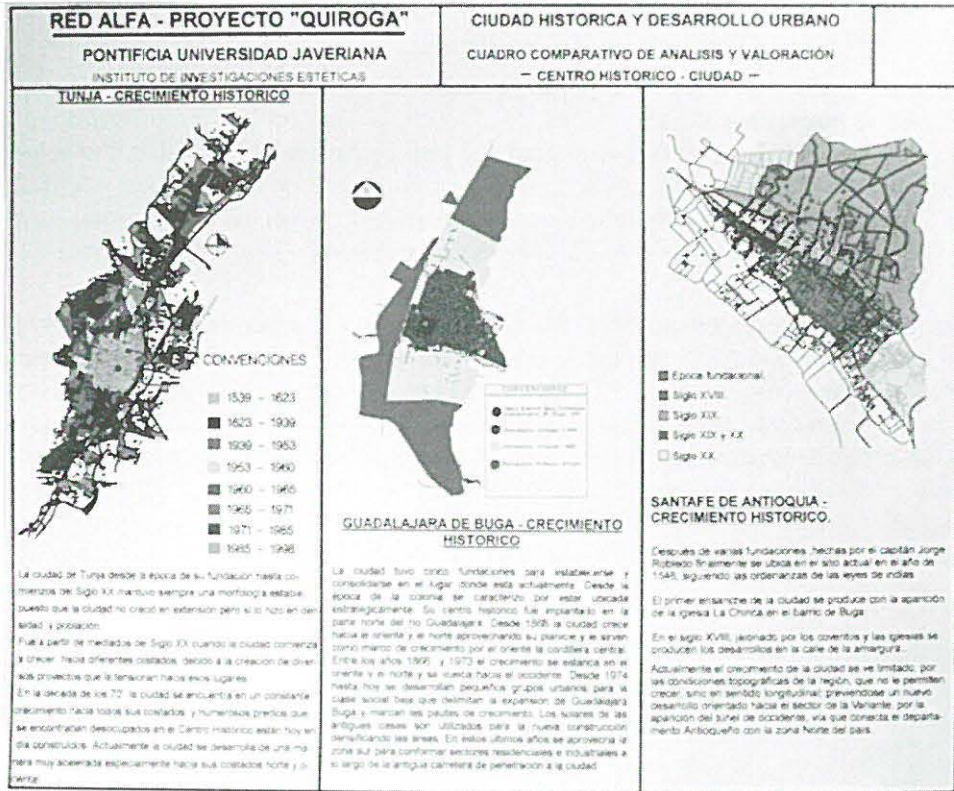 RED ALFA - PROYECTO "QUIROGA"
PONTIFICIA UNIVERSIDAD JAVERIANA
INSTITUTO DE INVESTIGACIONES ESTETICAS
CIUDAD HISTORICA Y DESARROLLO URBANO
CUADRO COMPARATIVO DE ANALISIS Y VALORACIÓN
— CENTRO HISTORICO - CIUDAD —
TUNJA - CRECIMIENTO HISTORICO
CONVENCIONES
1539 - 1623
1623 - 1939
1939 - 1953
1953 - 1960
1960 - 1965
1965 - 1971
1971 - 1985
1985 - 1998
La ciudad de Tunja desde la época de su fundación hasta co-
mienzos del Siglo XX mantuvo siempre una morfología estable,
puesto que la ciudad no creció en extensión pero si lo hizo en den
sidad y población.
Fue a partir de mediados del Siglo XX cuando la ciudad comienza
a crecer hacia diferentes costados, debido a la creacion de diver-
sos proyectos que la tensionan hacia esos lugares.
En la década de los 70 la ciudad se encuentra en un constante
crecimiento hacia todos sus costados, y numerosos predios que
se encontraban desocupados en el Centro Histórico están hoy en
dia construidos. Actualmente la ciudad se desarrolla de una ma-
nera muy acelerada especialmente hacia sus costados norte y o-
riente.
CONVENCIONES
GUADALAJARA DE BUGA - CRECIMIENTO
HISTORICO
La ciudad tuvo cinco fundaciones para establecerse y
consolidarse en el lugar donde esta actualmente. Desde la
época de la colonia se caracterizo por estar ubicada
estratégicamente. Su centro historico fue implantado en la
parte norte del río Guadalajara. Desde 1868 la ciudad crece
hacia el oriente y el norte aprovechando su planicie y le sirven
como marco de crecimiento por el oriente la cordillera central.
Entre los años 1866 y 1973 el crecimiento se estanca en el
oriente y el norte y se vuelca hacia el occidente. Desde 1974
hasta hoy se desarrollan pequeños grupos urbanos para la
clase social baja que delimitan la expansión de Guadalajara
Buga y marcan las pautas de crecimiento. Los solares de las
antiguas casas son utilizados para la nueva construcción
densificando las areas. En estos ultimos años se aprovecha la
zona sur para conformar sectores residenciales e industriales a
lo largo de la antigua carretera de penetración a la ciudad.
Epoca fundacional.
Siglo XVIII.
Siglo XIX.
Siglo XIX y XX.
Siglo XX.
SANTAFE DE ANTIOQUIA -
CRECIMIENTO HISTORICO.
Después de varias fundaciones hechas por el capitán Jorge
Robledo finalmente se ubica en el sitio actual en el año de
1546, siguiendo las ordenanzas de las leyes de indias.
El primer ensanche de la ciudad se produce con la aparición
de la iglesia La Chinca en el barrio de Buga.
En el siglo XVIII, jalonado por los coventos y las iglesias se
producen los desarrollos en la calle de la amargura.
Actualmente el crecimiento de la ciudad se ve limitado, por
las condiciones topográficas de la región, que no le permiten
crecer, sino en sentido longitudinal, previendose un nuevo
desarrollo orientado hacia el sector de la Variante, por la
aparición del túnel de occidente, vía que conecta el departa-
mento Antioqueño con la zona Norte del país.